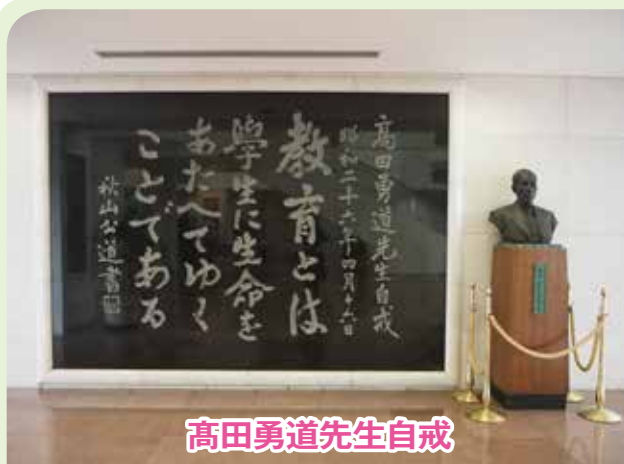 高田勇道先生自戒
昭和二十六年四月十六日
教育とは
學生に生命を
あたへてゆく
ことである
秋山公道書
髙田勇道先生自戒